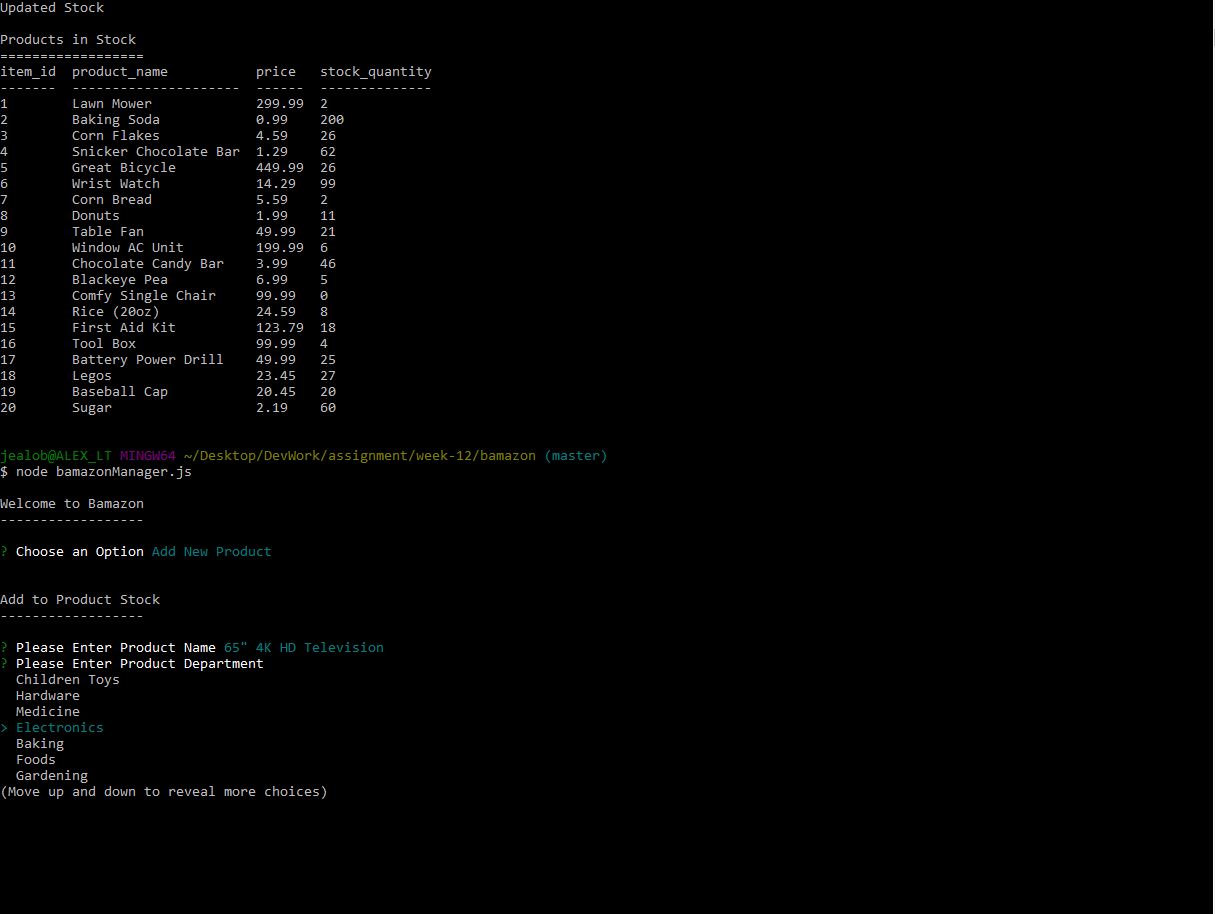 Updated Stock
Products in Stock
==================
item_id  product_name           price   stock_quantity
-------  ---------------------  ------  --------------
1        Lawn Mower             299.99  2
2        Baking Soda            0.99    200
3        Corn Flakes            4.59    26
4        Snicker Chocolate Bar  1.29    62
5        Great Bicycle          449.99  26
6        Wrist Watch            14.29   99
7        Corn Bread             5.59    2
8        Donuts                 1.99    11
9        Table Fan              49.99   21
10       Window AC Unit         199.99  6
11       Chocolate Candy Bar    3.99    46
12       Blackeye Pea           6.99    5
13       Comfy Single Chair     99.99   0
14       Rice (20oz)            24.59   8
15       First Aid Kit          123.79  18
16       Tool Box               99.99   4
17       Battery Power Drill    49.99   25
18       Legos                  23.45   27
19       Baseball Cap           20.45   20
20       Sugar                  2.19    60
jealob@ALEX_LT MINGW64 ~/Desktop/DevWork/assignment/week-12/bamazon (master)
$ node bamazonManager.js
Welcome to Bamazon
------------------
? Choose an Option Add New Product
Add to Product Stock
------------------
? Please Enter Product Name 65" 4K HD Television
? Please Enter Product Department
  Children Toys
  Hardware
  Medicine
> Electronics
  Baking
  Foods
  Gardening
(Move up and down to reveal more choices)